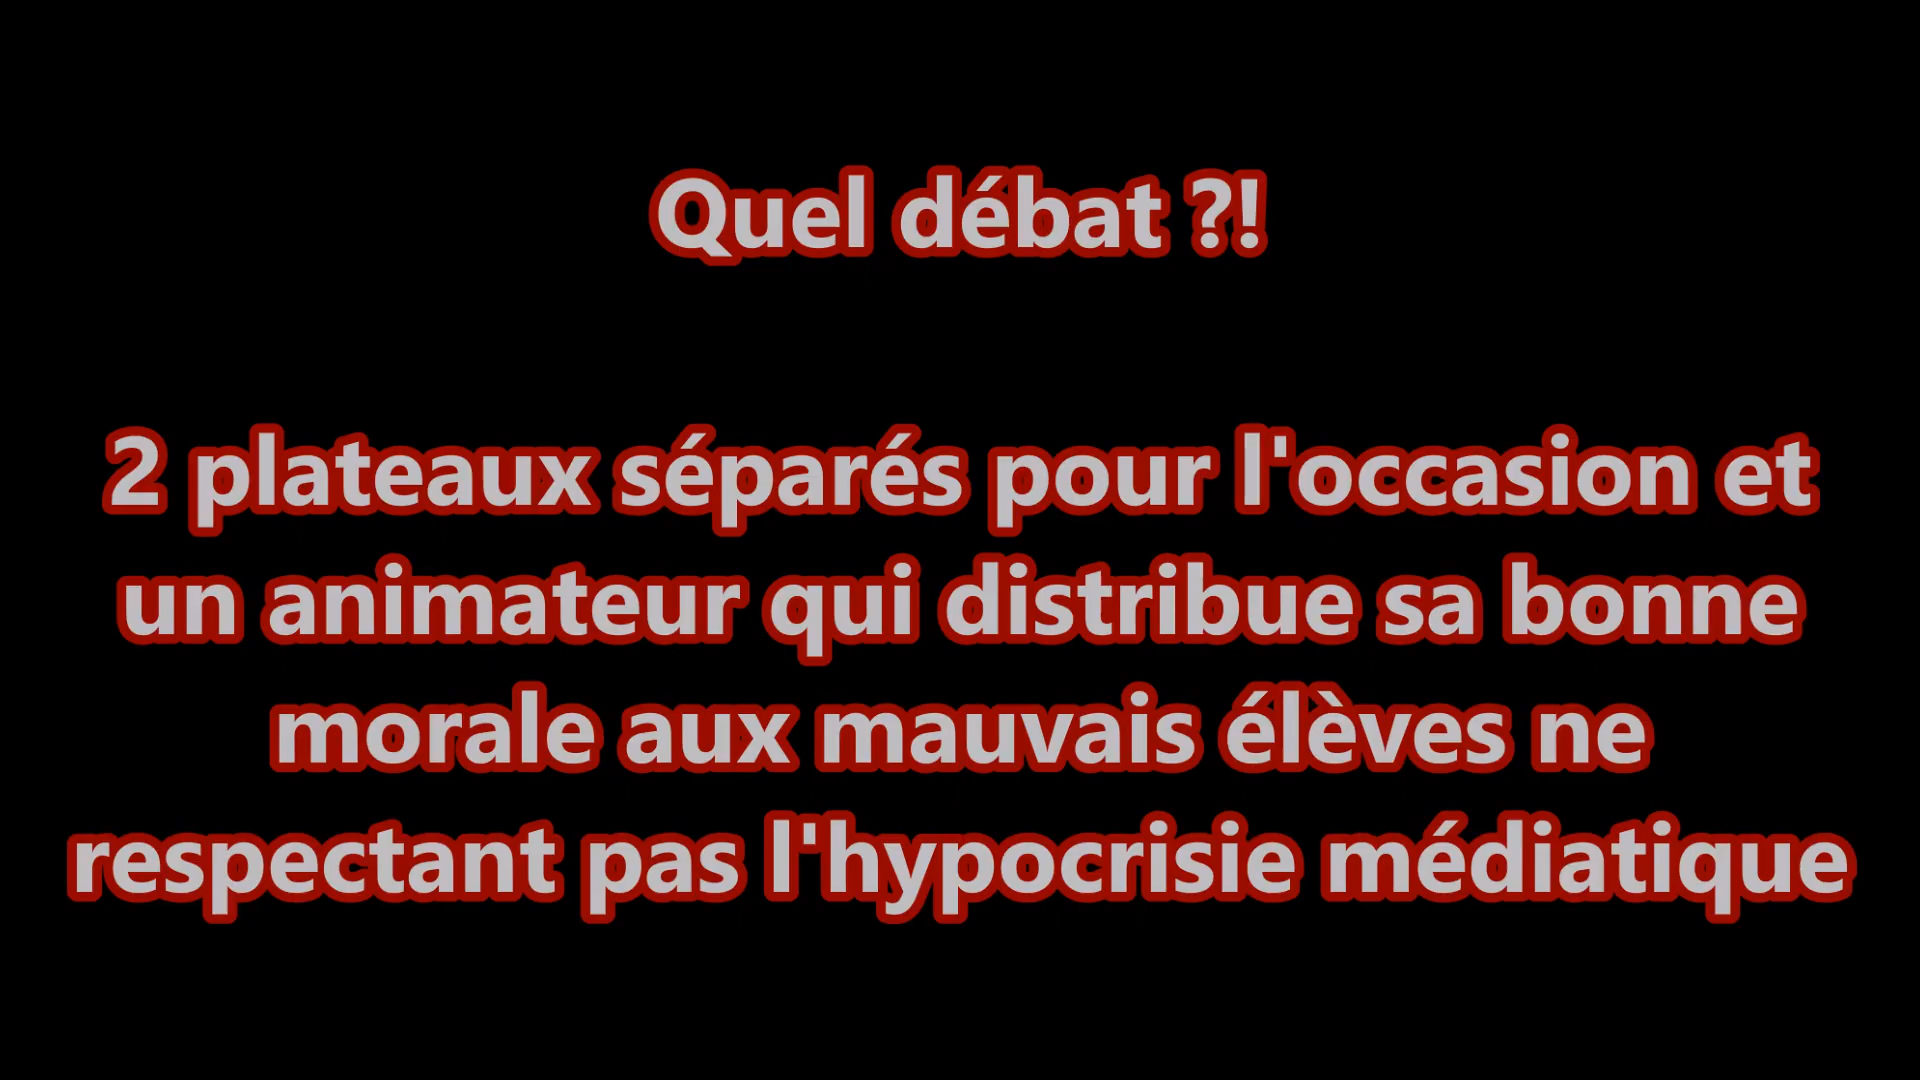 Quel débat ?!
2 plateaux séparés pour l'occasion et
un animateur qui distribue sa bonne
morale aux mauvais élèves ne
respectant pas l'hypocrisie médiatique